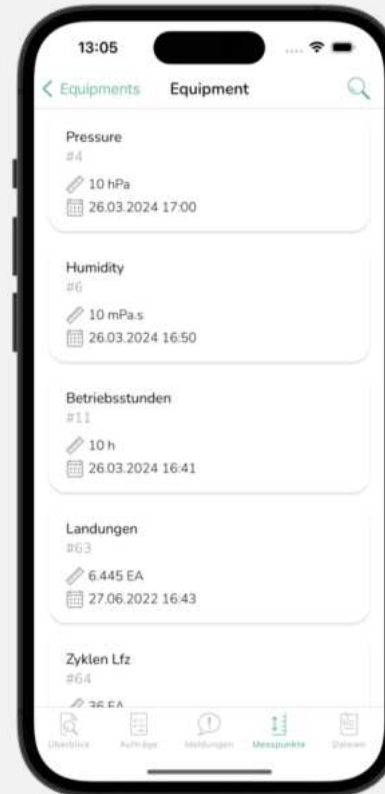 13:05
Equipments
Equipment
Pressure
#4
10 hPa
26.03.2024 17:00
Humidity
#6
10 mPa.s
26.03.2024 16:50
Betriebsstunden
#11
10 h
26.03.2024 16:41
Landungen
#63
6.445 EA
27.06.2022 16:43
Zyklen Lfz
#64
36 EA
Überblick
Aufträge
Meldungen
Messpunkte
Dateien